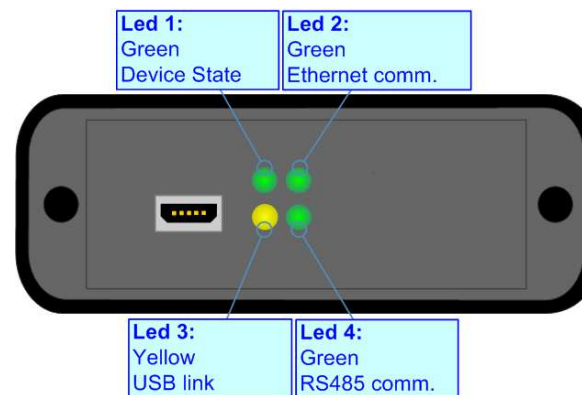 Led 1:
Green
Device State
Led 2:
Green
Ethernet comm.
Led 3:
Yellow
USB link
Led 4:
Green
RS485 comm.